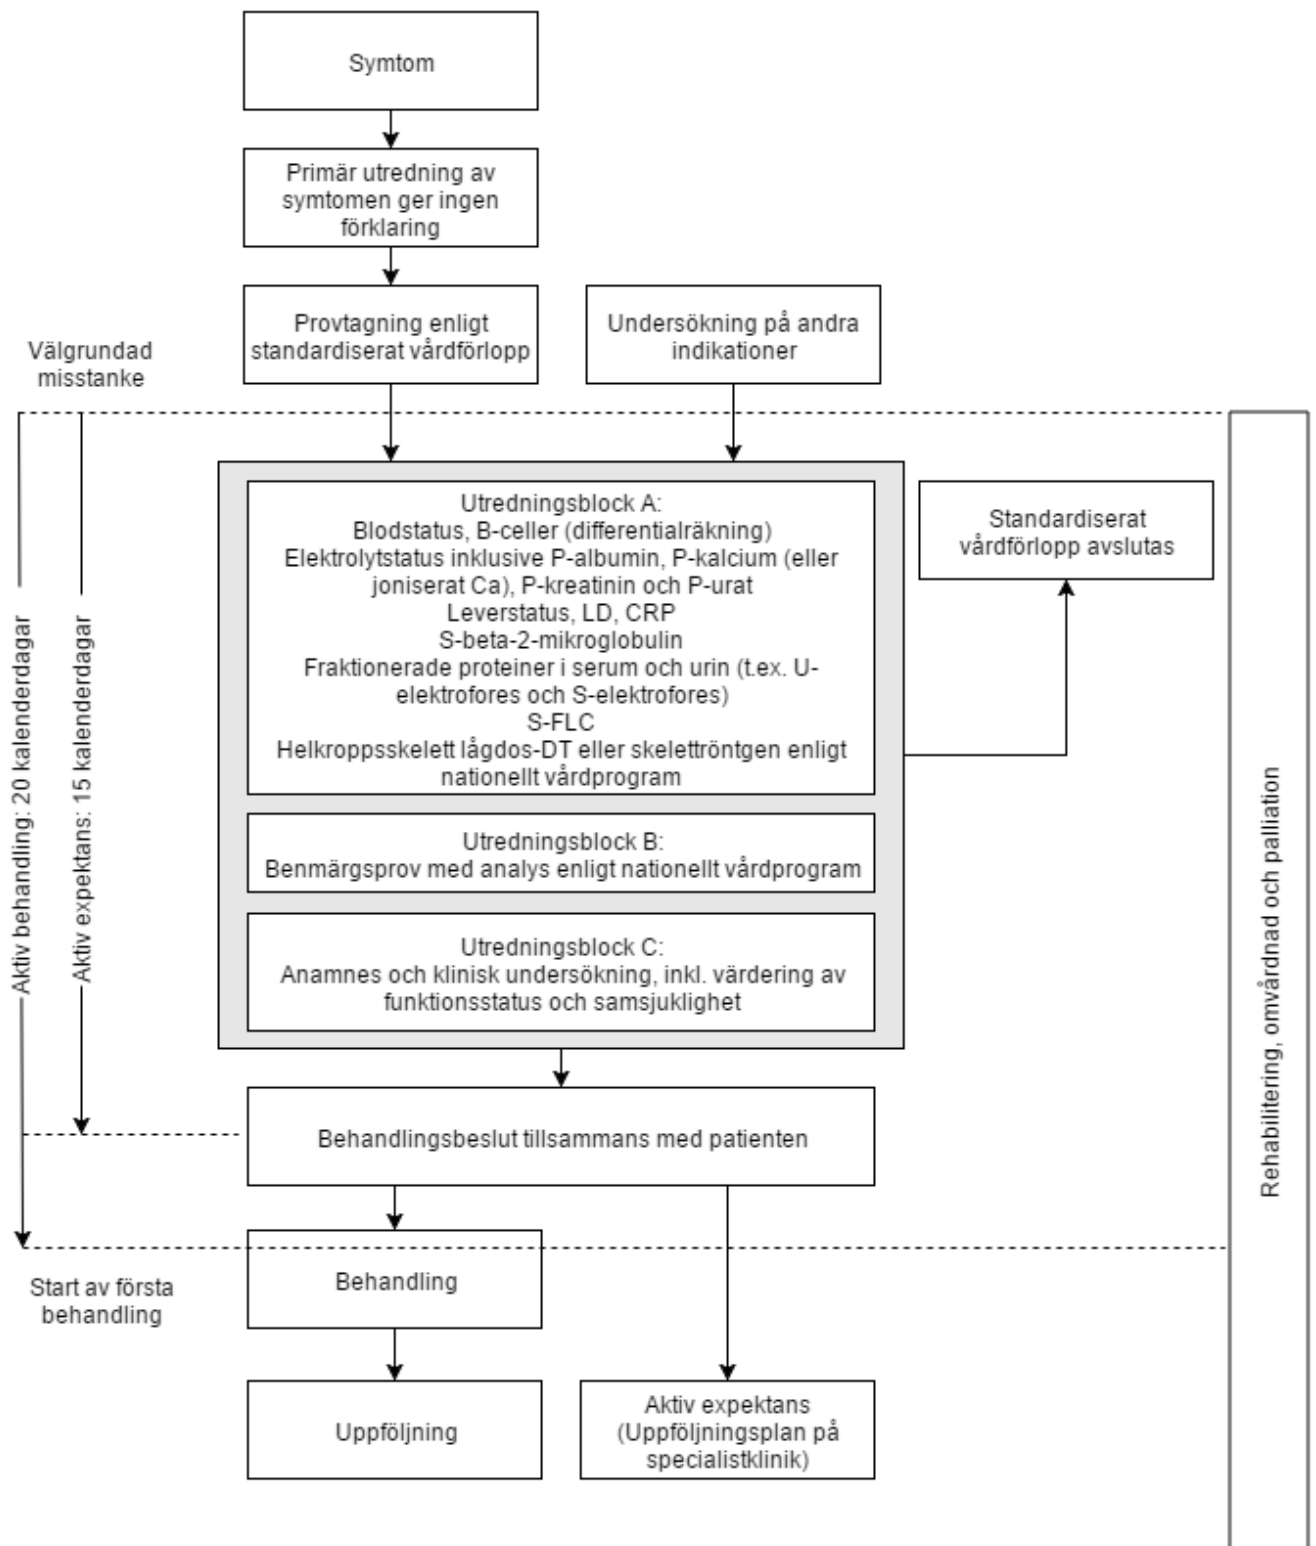 Symtom
Primär utredning av
symtomen ger ingen
förklaring
Provtagning enligt
standardiserat vårdförlopp
Undersökning på andra
indikationer
Välgrundad
misstanke
Utredningsblock A:
Blodstatus, B-celler (differentialräkning)
Elektrolytstatus inklusive P-albumin, P-kalcium (eller
joniserat Ca), P-kreatinin och P-urat
Leverstatus, LD, CRP
S-beta-2-mikroglobulin
Fraktionerade proteiner i serum och urin (t.ex. U-
elektrofores och S-elektrofores)
S-FLC
Helkroppsskelett lågdos-DT eller skelettröntgen enligt
nationellt vårdprogram
Standardiserat
vårdförlopp avslutas
Aktiv behandling: 20 kalenderdagar
Aktiv expektans: 15 kalenderdagar
Utredningsblock B:
Benmärgsprov med analys enligt nationellt vårdprogram
Utredningsblock C:
Anamnes och klinisk undersökning, inkl. värdering av
funktionsstatus och samsjuklighet
Rehabilitering, omvårdnad och palliation
Behandlingsbeslut tillsammans med patienten
Start av första
behandling
Behandling
Uppföljning
Aktiv expektans
(Uppföljningsplan på
specialistklinik)